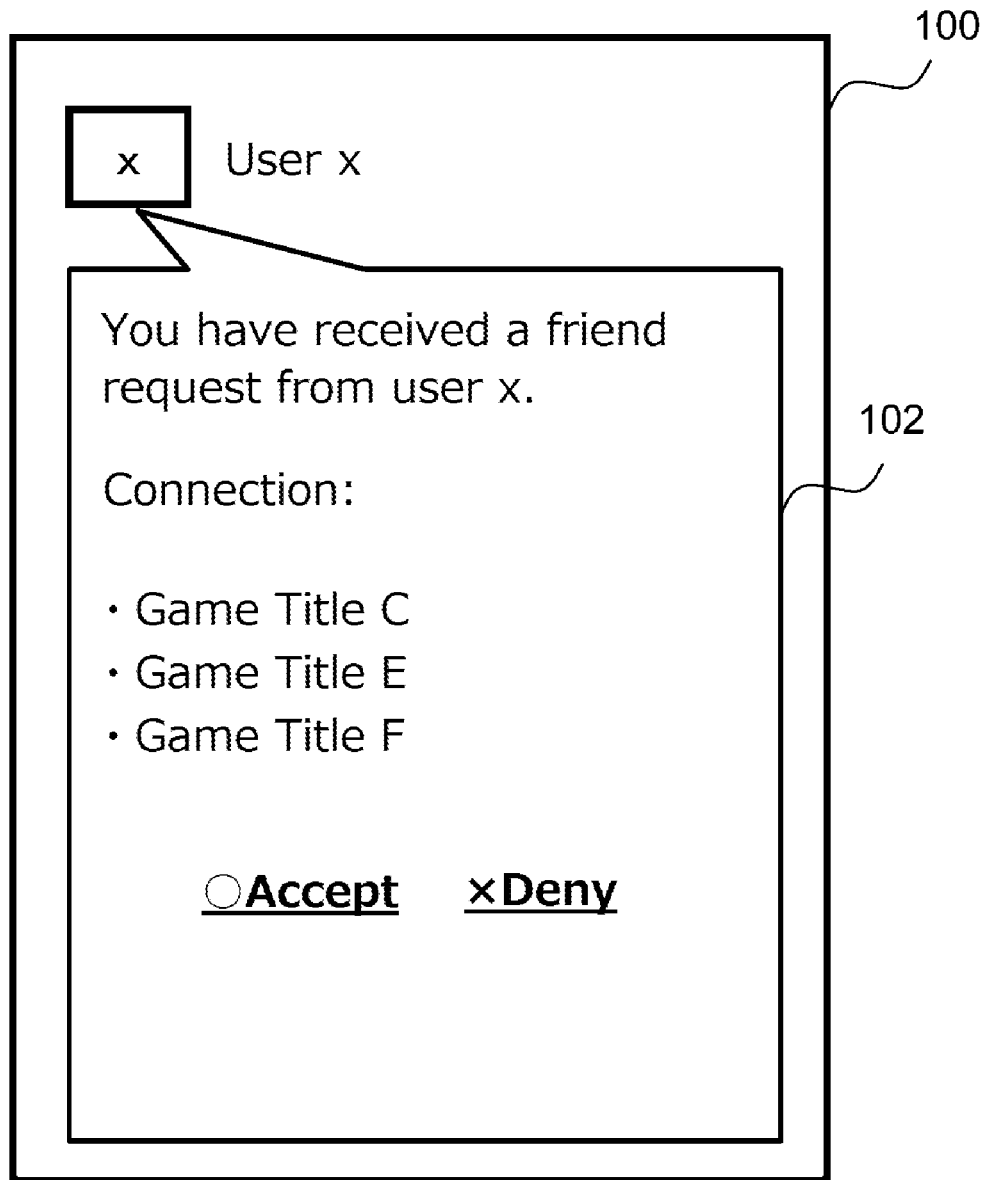 100
x
User x
You have received a friend
request from user x.
102
Connection:
・Game Title C
・Game Title E
・Game Title F
○Accept ×Deny